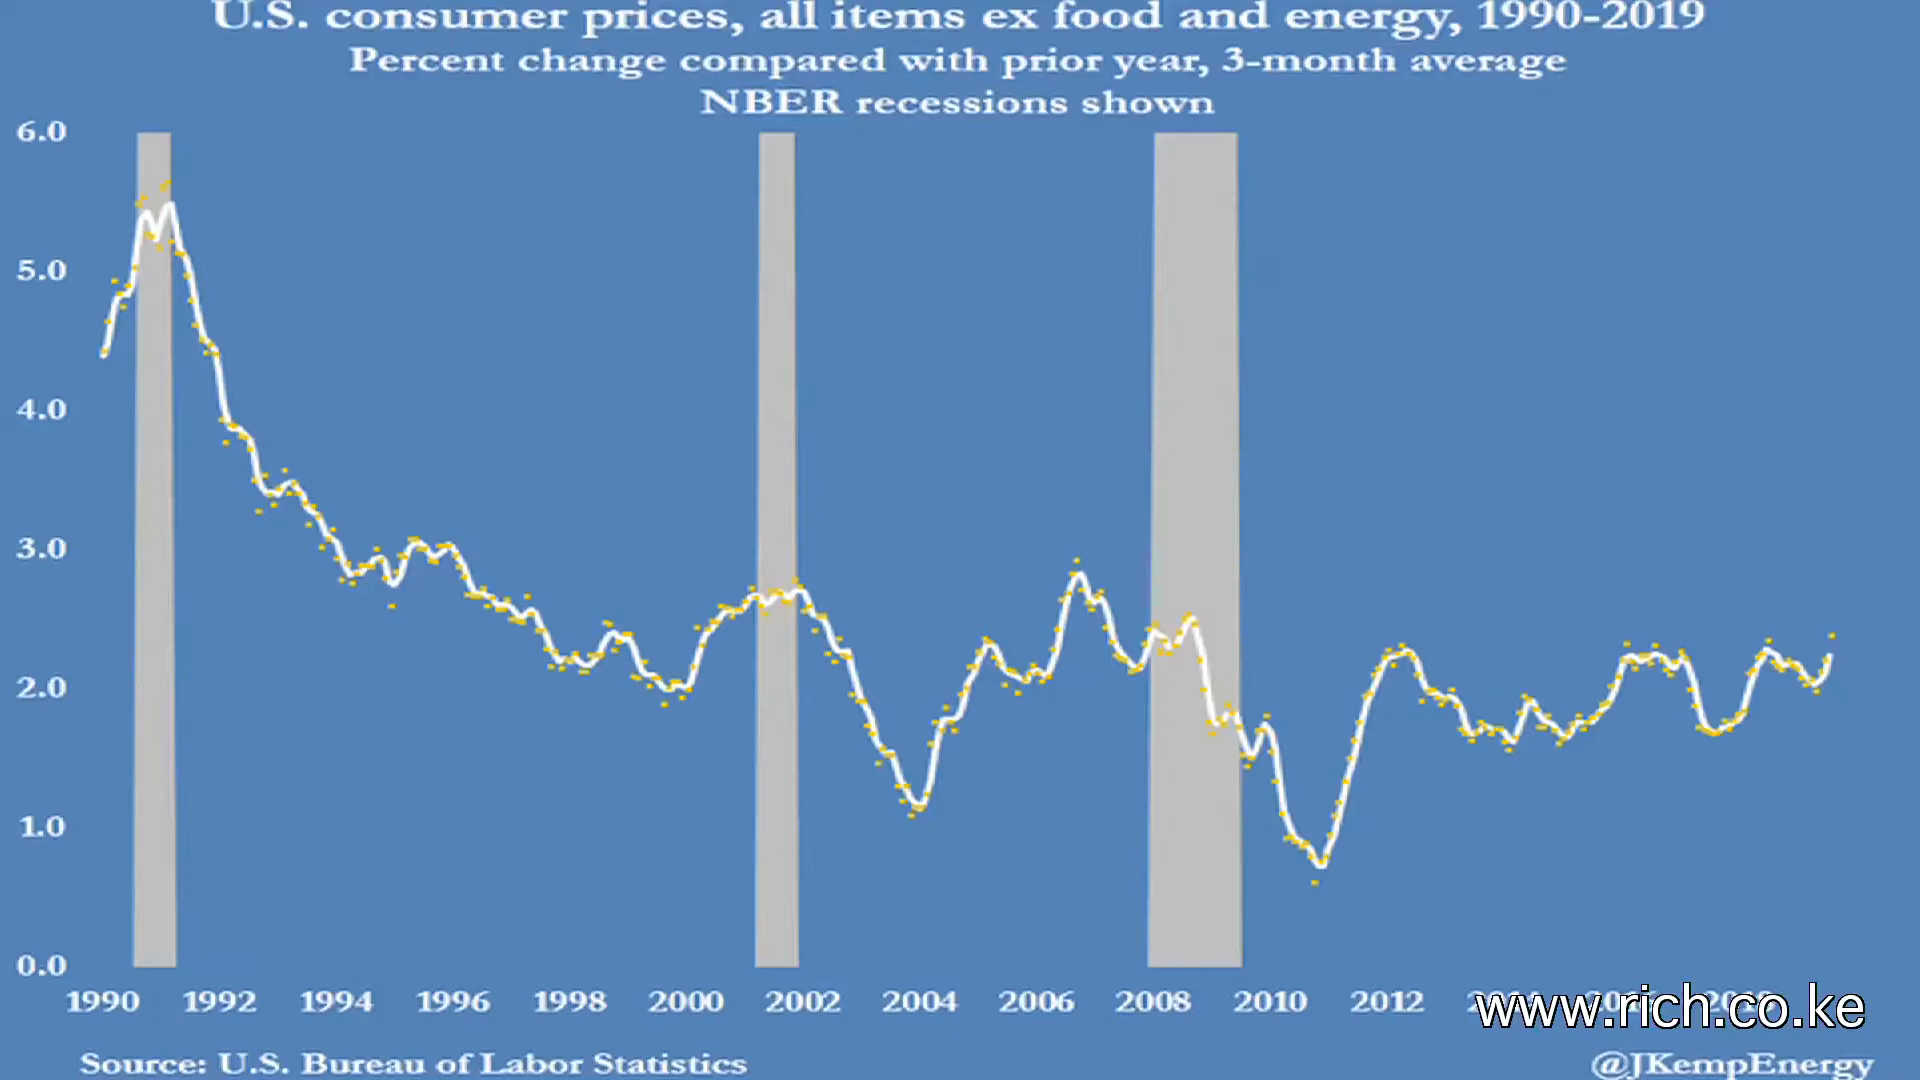 U.S. consumer prices, all items ex food and energy, 1990-2019
Percent change compared with prior year, 3-month average
NBER recessions shown
6.0
5.0
4.0
3.0
2.0
1.0
0.0
1990 1992 1994 1996 1998 2000 2002 2004 2006 2008 2010 2012
www.rich.co.ke
Source: U.S. Bureau of Labor Statistics
@JKempEnergy